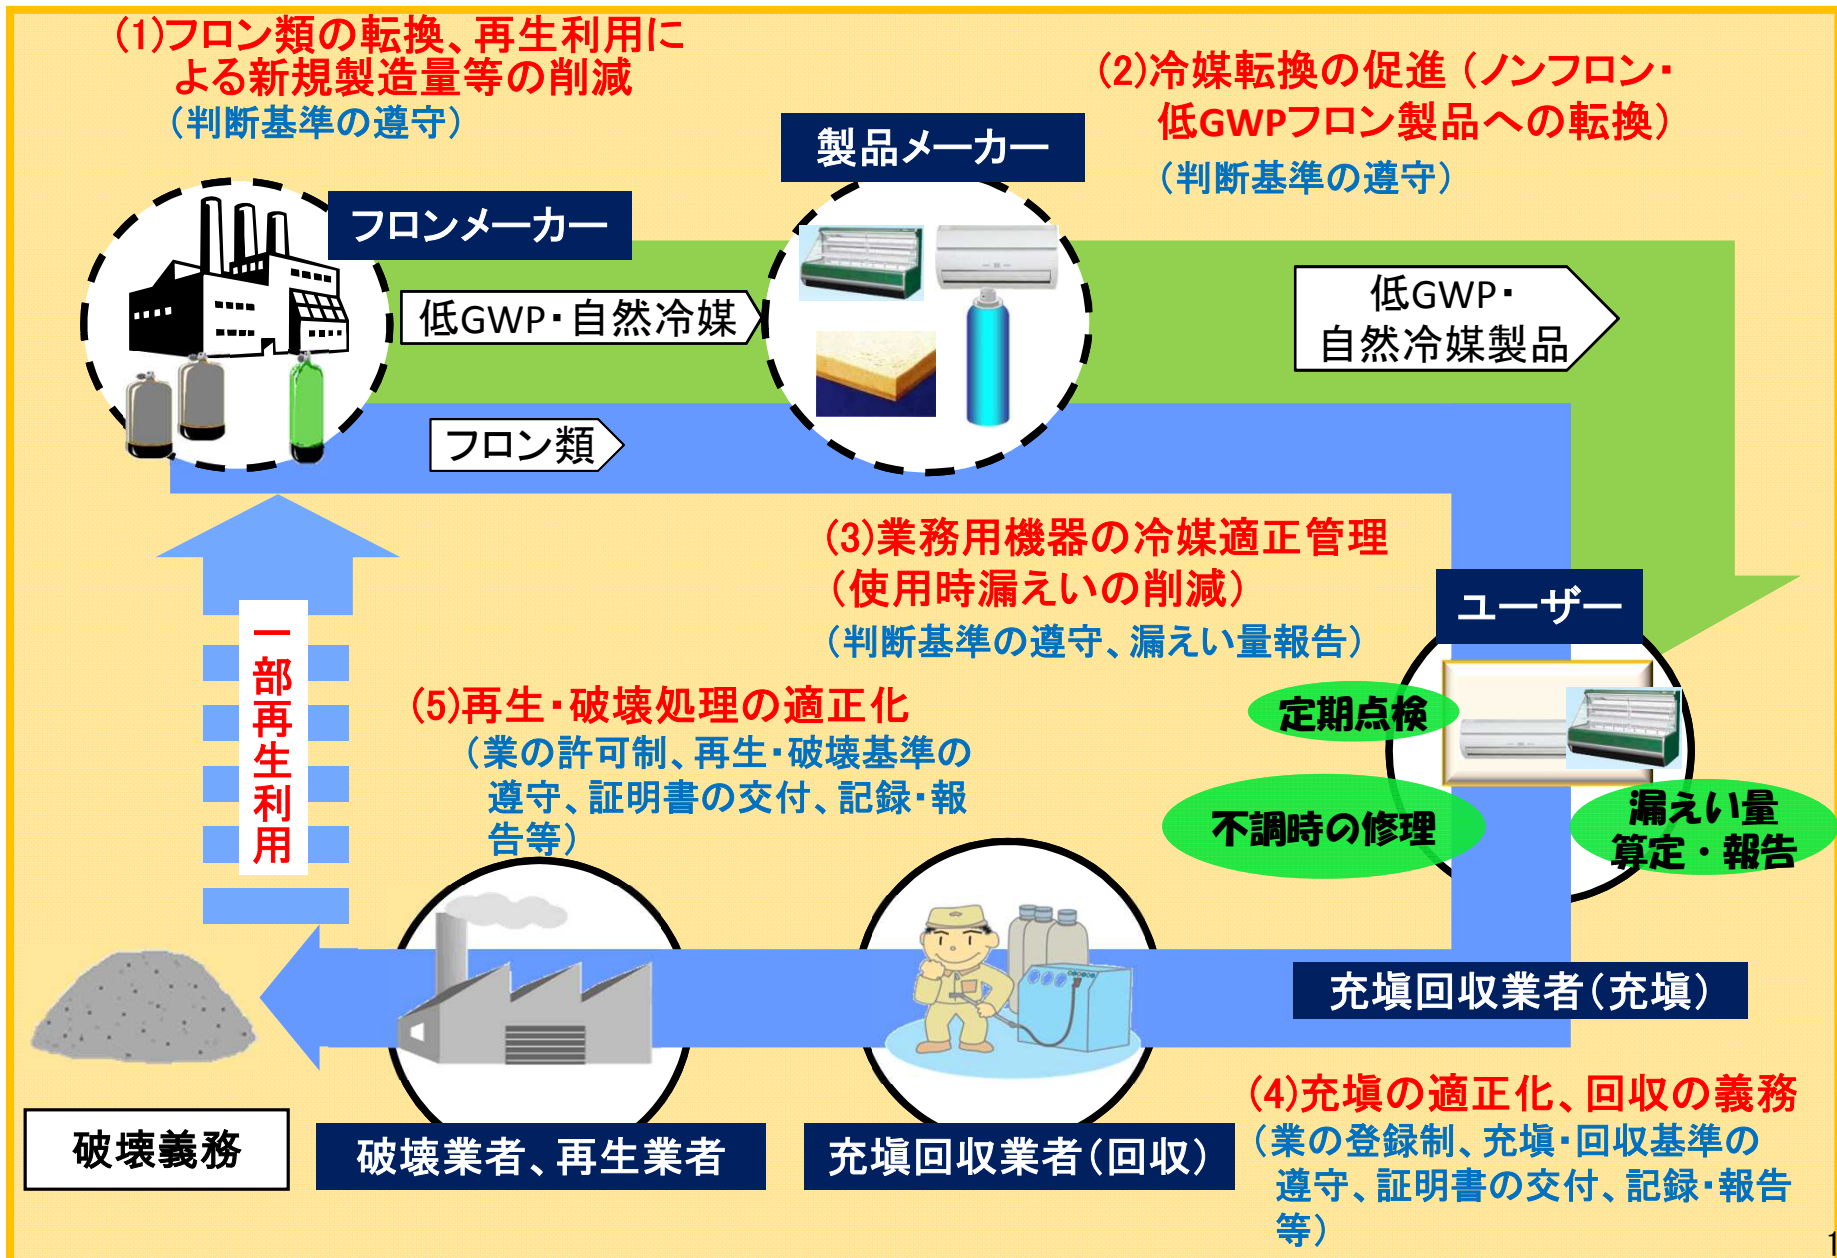 (1)フロン類の転換、再生利用に
よる新規製造量等の削減
（判断基準の遵守）
(2)冷媒転換の促進（ノンフロン・
低GWPフロン製品への転換）
（判断基準の遵守）
製品メーカー
フロンメーカー
低GWP・自然冷媒
低GWP・
自然冷媒製品
フロン類
(3)業務用機器の冷媒適正管理
（使用時漏えいの削減）
（判断基準の遵守、漏えい量報告）
ユーザー
定期点検
不調時の修理
漏えい量
算定・報告
一部再生利用
(5)再生・破壊処理の適正化
（業の許可制、再生・破壊基準の
遵守、証明書の交付、記録・報
告等）
充塡回収業者（充塡）
(4)充塡の適正化、回収の義務
（業の登録制、充塡・回収基準の
遵守、証明書の交付、記録・報告
等）
破壊義務
破壊業者、再生業者
充塡回収業者（回収）
1